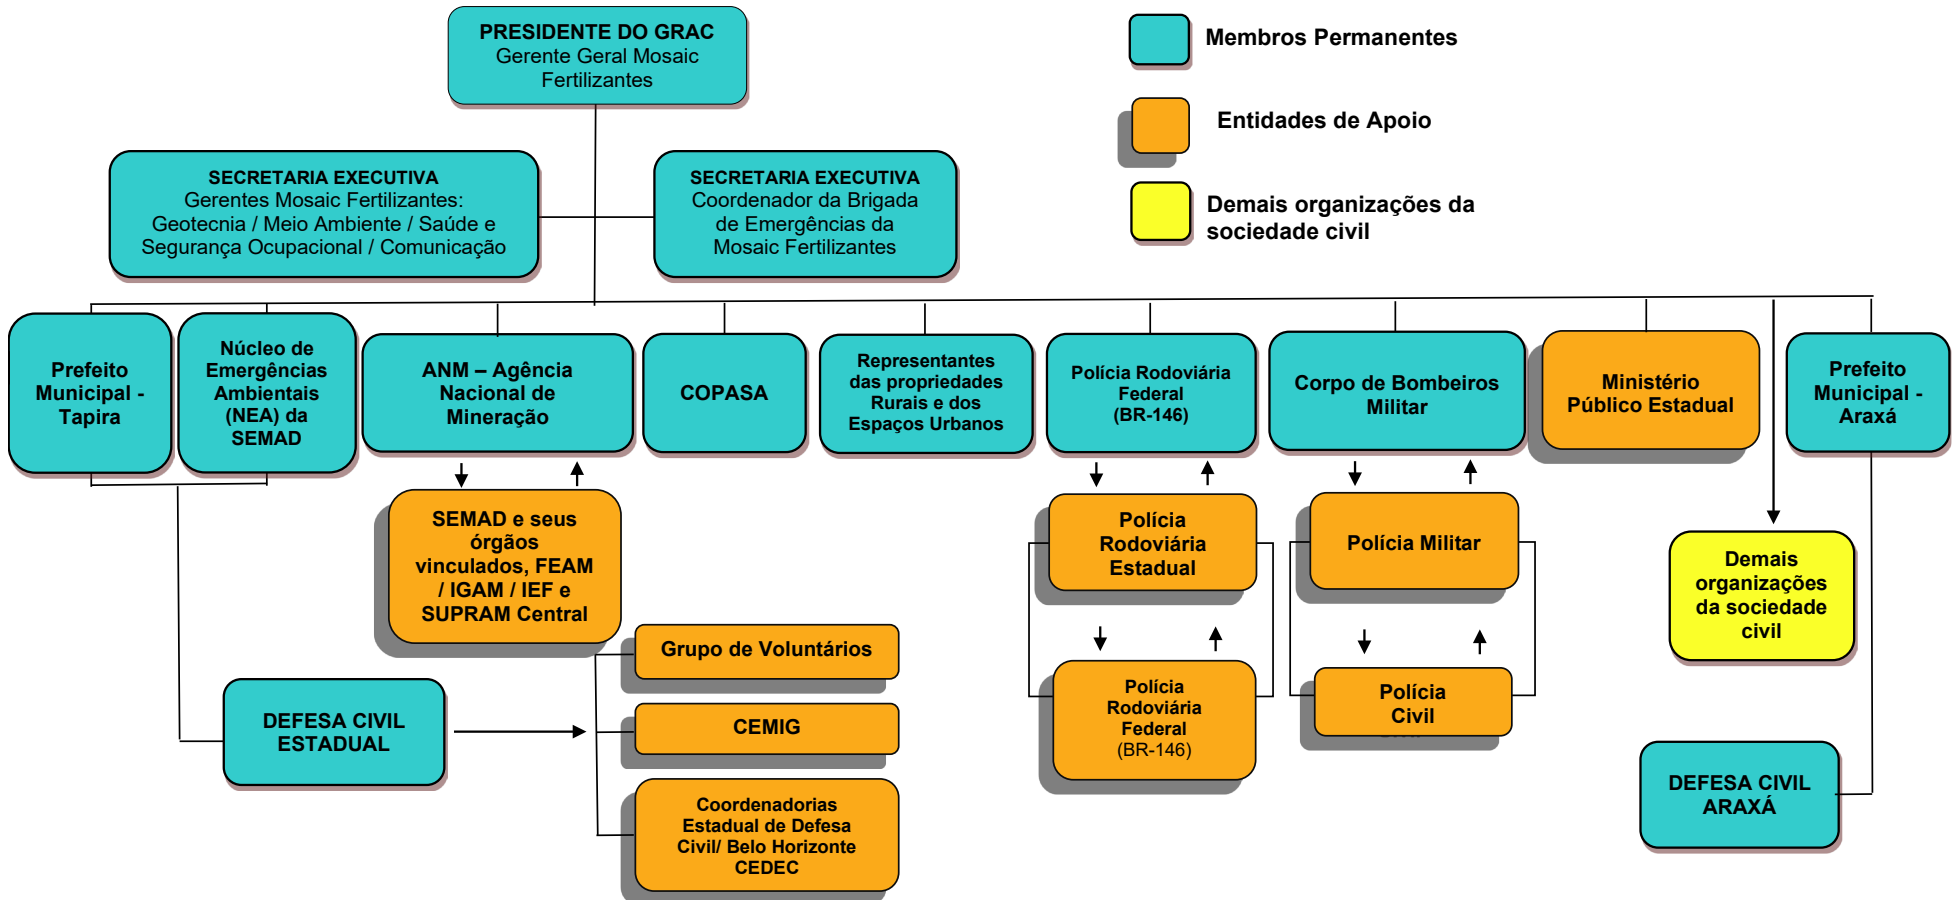 PRESIDENTE DO GRAC
Gerente Geral Mosaic
Fertilizantes
Membros Permanentes
Entidades de Apoio
Demais organizações da
sociedade civil
SECRETARIA EXECUTIVA
Gerentes Mosaic Fertilizantes:
Geotecnia / Meio Ambiente / Saúde e
Segurança Ocupacional / Comunicação
SECRETARIA EXECUTIVA
Coordenador da Brigada
de Emergências da
Mosaic Fertilizantes
Prefeito
Municipal -
Tapira
Núcleo de
Emergências
Ambientais
(NEA) da
SEMAD
ANM – Agência
Nacional de
Mineração
COPASA
Representantes
das propriedades
Rurais e dos
Espaços Urbanos
Polícia Rodoviária
Federal
(BR-146)
Corpo de Bombeiros
Militar
Ministério
Público Estadual
Prefeito
Municipal -
Araxá
SEMAD e seus
órgãos
vinculados, FEAM
/ IGAM / IEF e
SUPRAM Central
Polícia
Rodoviária
Estadual
Polícia Militar
Demais
organizações
da sociedade
civil
Grupo de Voluntários
CEMIG
Coordenadorias
Estadual de Defesa
Civil/ Belo Horizonte
CEDEC
DEFESA CIVIL
ESTADUAL
Polícia
Rodoviária
Federal
(BR-146)
Polícia
Civil
DEFESA CIVIL
ARAXÁ